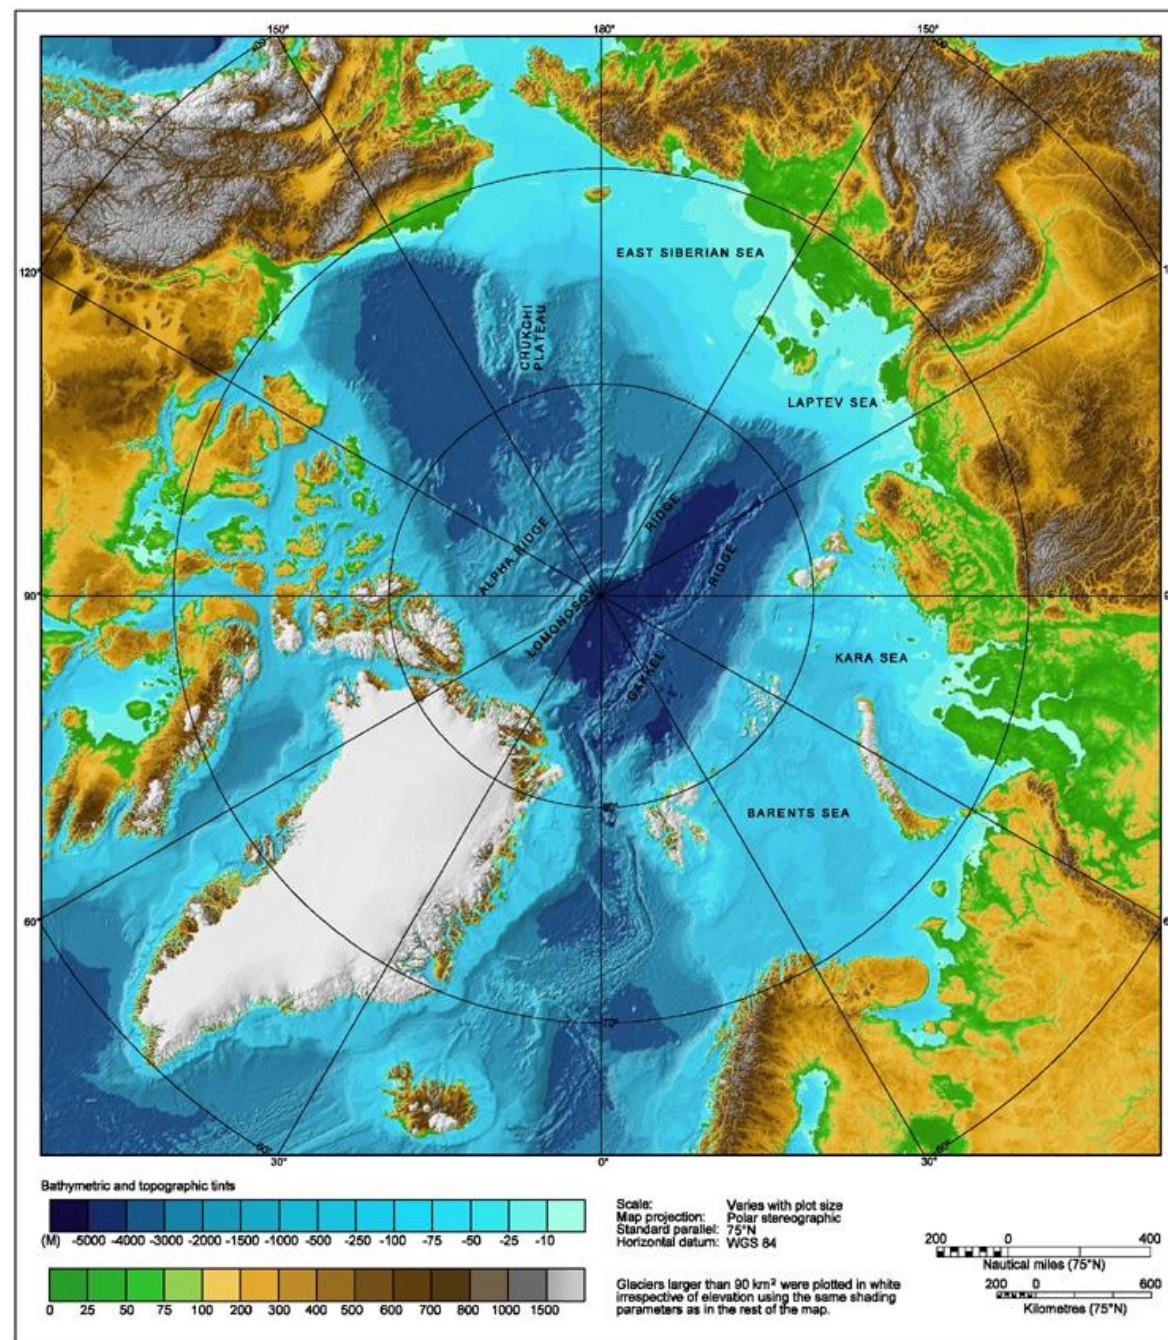 150° 180° 150°
EAST SIBERIAN SEA
120°
CHUKCHI
PLATEAU
LAPTEV SEA
RIDGE
ALPHA RIDGE
RIDGE
90°
LOMONOSOV
KARA SEA
GAKKEL
BARENTS SEA
60°
70°
30° 0° 30°
Bathymetric and topographic tints
(M) -5000 -4000 -3000 -2000 -1500 -1000 -500 -250 -100 -75 -50 -25 -10
0 25 50 75 100 200 300 400 500 600 700 800 1000 1500
Scale: Varies with plot size
Map projection: Polar stereographic
Standard parallel: 75°N
Horizontal datum: WGS 84
Glaciers larger than 90 km² were plotted in white
irrespective of elevation using the same shading
parameters as in the rest of the map.
200 0 400
Nautical miles (75°N)
200 0 600
Kilometres (75°N)